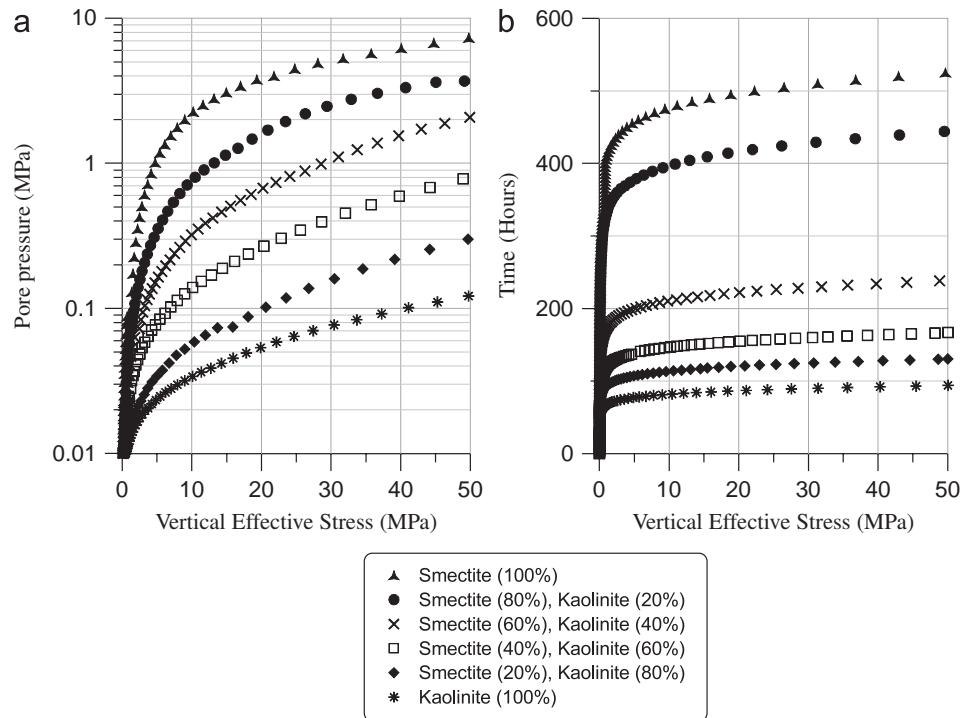 a
10
1
0.1
0.01
Pore pressure (MPa)
0 10 20 30 40 50
Vertical Effective Stress (MPa)
b
600
400
200
0
Time (Hours)
0 10 20 30 40 50
Vertical Effective Stress (MPa)
Smectite (100%)
Smectite (80%), Kaolinite (20%)
Smectite (60%), Kaolinite (40%)
Smectite (40%), Kaolinite (60%)
Smectite (20%), Kaolinite (80%)
Kaolinite (100%)